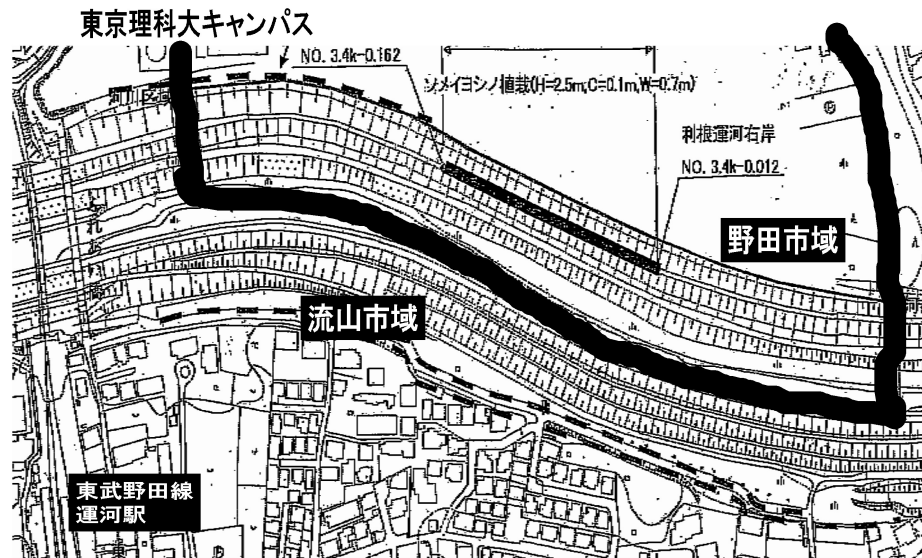 東京理科大キャンパス
NO. 3.4k-0.162
ソメイヨシノ植栽(H=2.5m,C=0.1m,W=0.7m)
利根運河右岸
NO. 3.4k-0.012
野田市域
流山市域
東武野田線
運河駅